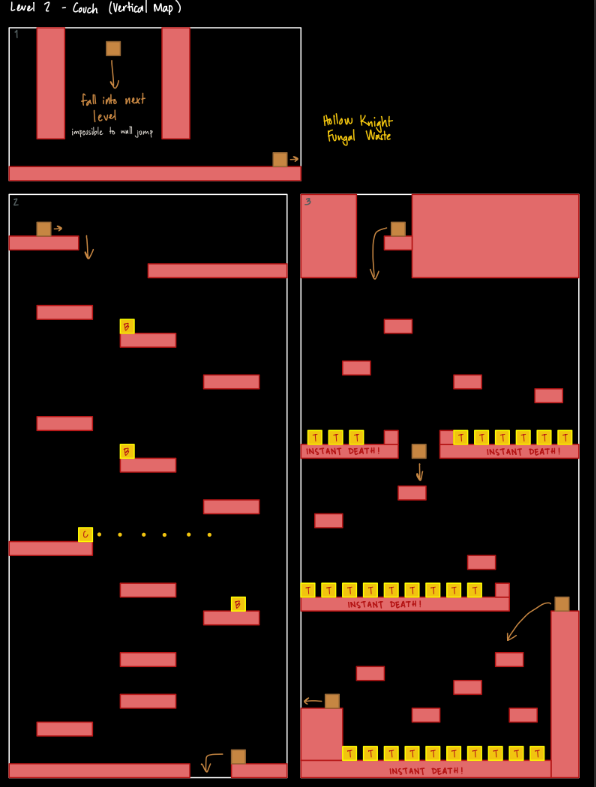 Level 2 - Couch (Vertical Map)
1
fall into next
level
impossible to wall jump
Hollow Knight
Fungal Waste
2
B
B
C
B
3
T T T T T T T T T
INSTANT DEATH! INSTANT DEATH!
T T T T T T T T T
INSTANT DEATH!
T T T T T T T T T T
INSTANT DEATH!